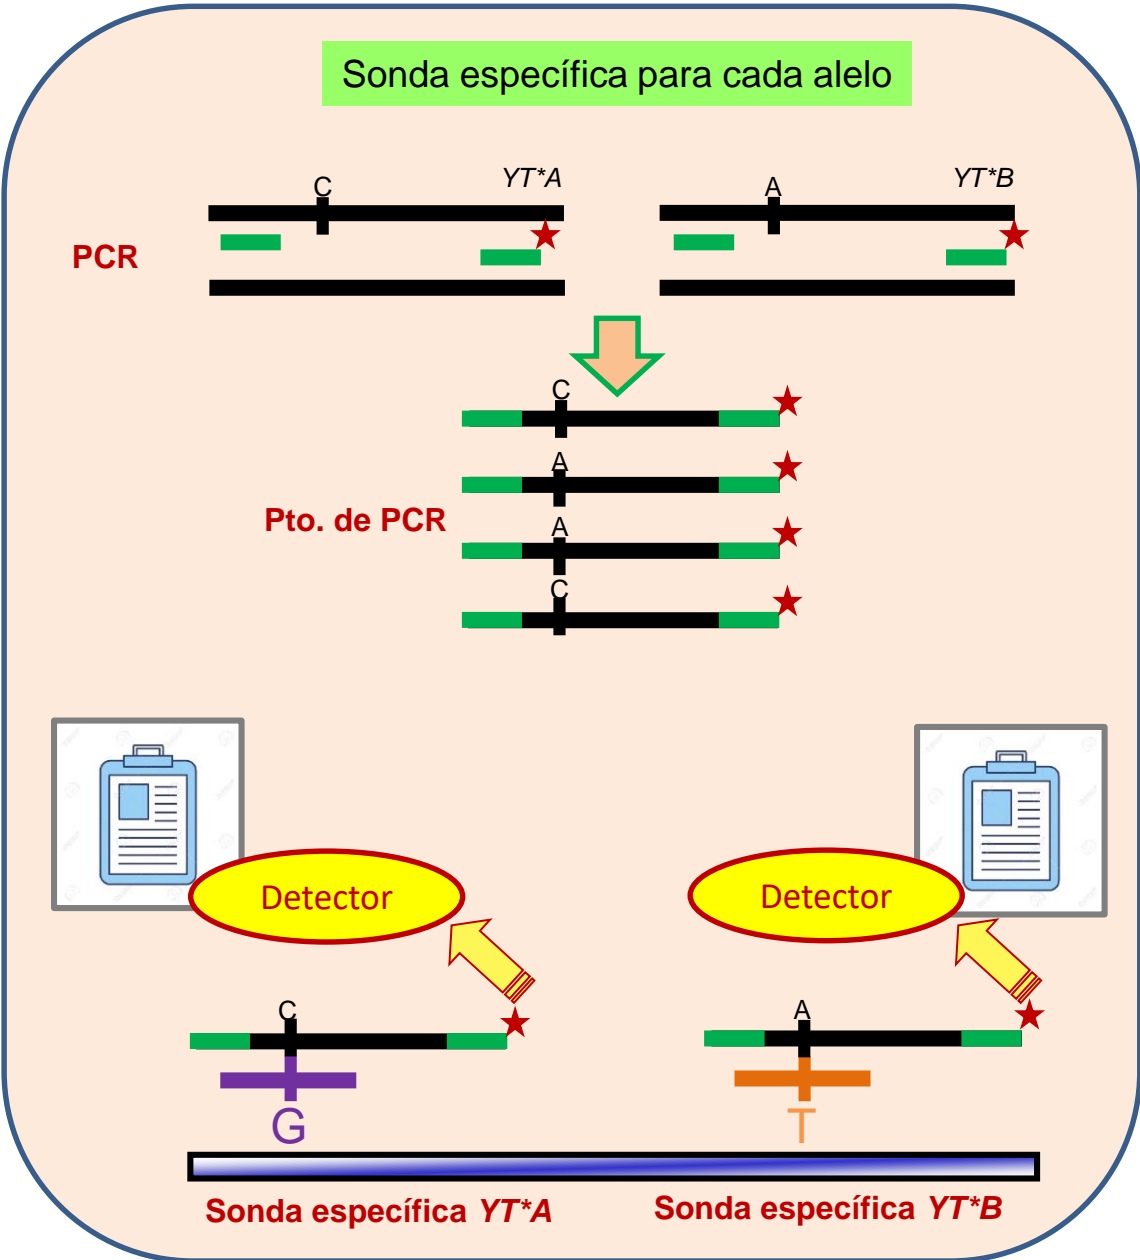 Sonda específica para cada alelo
C
YT*A
A
YT*B
PCR
C
A
Pto. de PCR
A
C
Detector
Detector
C
A
G
T
Sonda específica YT*A
Sonda específica YT*B